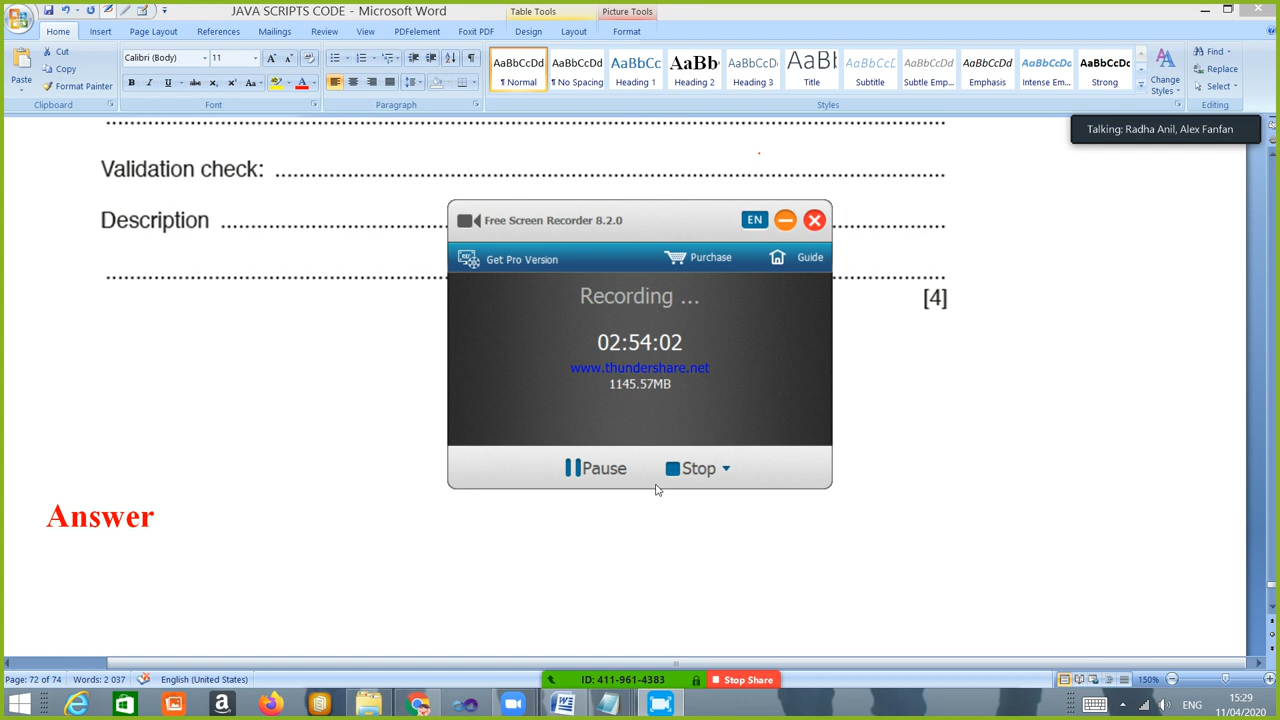 JAVA SCRIPTS CODE - Microsoft Word
Table Tools
Picture Tools
Home
Insert
Page Layout
References
Mailings
Review
View
PDFelement
Foxit PDF
Design
Layout
Format
Paste
Cut
Copy
Format Painter
Clipboard
Calibri (Body)
11
Font
Paragraph
AaBbCcDd
¶ Normal
AaBbCcDd
¶ No Spacing
AaBbCc
Heading 1
AaBbC
Heading 2
AaBbCcD
Heading 3
AaBbC
Title
AaBbCcDd
Subtitle
AaBbCcDd
Subtle Emp...
AaBbCcDd
Emphasis
AaBbCcDd
Intense Em...
AaBbCcDc
Strong
Change
Styles
Styles
Find
Replace
Select
Editing
Talking: Radha Anil, Alex Fanfan
Validation check:
Description
[4]
Free Screen Recorder 8.2.0
EN
Get Pro Version
Purchase
Guide
Recording ...
02:54:02
www.thundershare.net
1145.57MB
Pause
Stop
Answer
Page: 72 of 74
Words: 2 037
English (United States)
ID: 411-961-4383
Stop Share
150%
ENG
15:29
11/04/2020